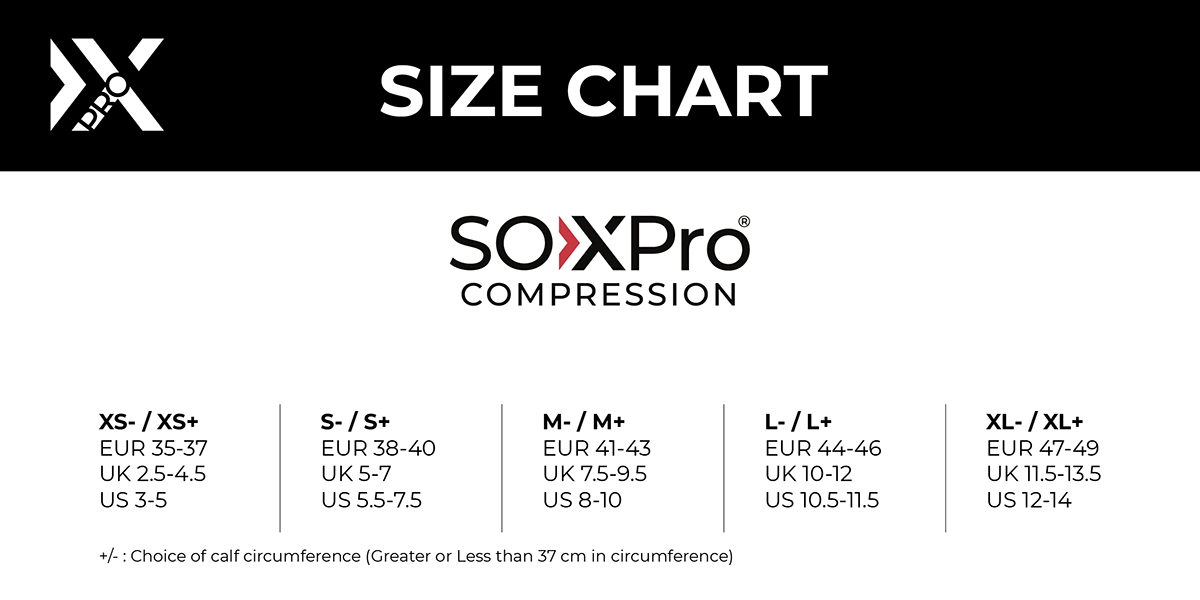 PRO
SIZE CHART
SOXPro®
COMPRESSION
XS- / XS+
EUR 35-37
UK 2.5-4.5
US 3-5
S- / S+
EUR 38-40
UK 5-7
US 5.5-7.5
M- / M+
EUR 41-43
UK 7.5-9.5
US 8-10
L- / L+
EUR 44-46
UK 10-12
US 10.5-11.5
XL- / XL+
EUR 47-49
UK 11.5-13.5
US 12-14
+/- : Choice of calf circumference (Greater or Less than 37 cm in circumference)